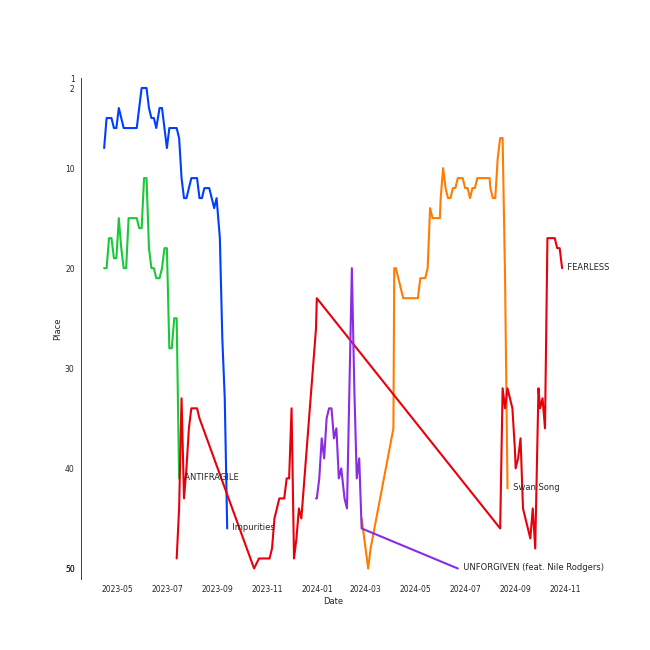 1
2
10
20
30
40
50
Place
FEARLESS
ANTIFRAGILE
Swan Song
Impurities
UNFORGIVEN (feat. Nile Rodgers)
2023-05 2023-07 2023-09 2023-11 2024-01 2024-03 2024-05 2024-07 2024-09 2024-11
Date